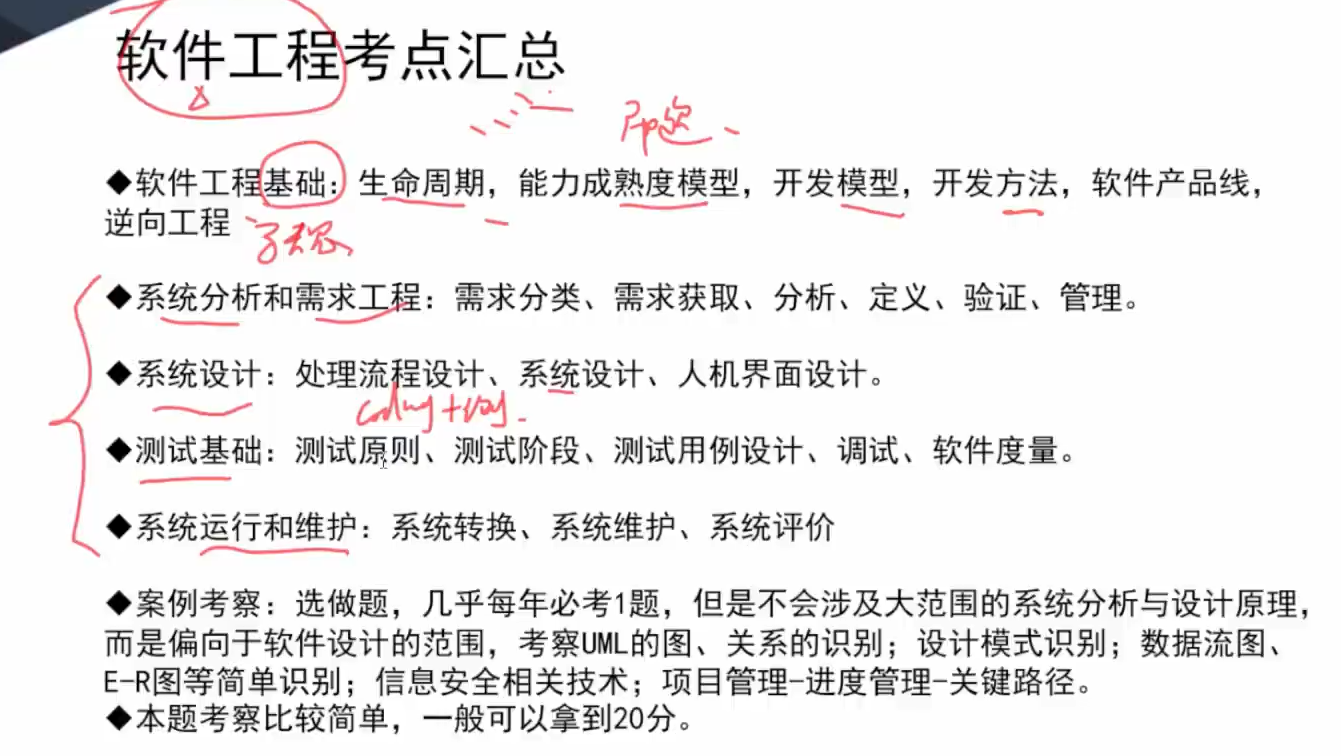 软件工程考点汇总
◆软件工程基础：生命周期，能力成熟度模型，开发模型，开发方法，软件产品线，
逆向工程
◆系统分析和需求工程：需求分类、需求获取、分析、定义、验证、管理。
◆系统设计：处理流程设计、系统设计、人机界面设计。
◆测试基础：测试原则、测试阶段、测试用例设计、调试、软件度量。
◆系统运行和维护：系统转换、系统维护、系统评价
◆案例考察：选做题，几乎每年必考1题，但是不会涉及大范围的系统分析与设计原理，
而是偏向于软件设计的范围，考察UML的图、关系的识别；设计模式识别；数据流图、
E-R图等简单识别；信息安全相关技术；项目管理-进度管理-关键路径。
◆本题考察比较简单，一般可以拿到20分。